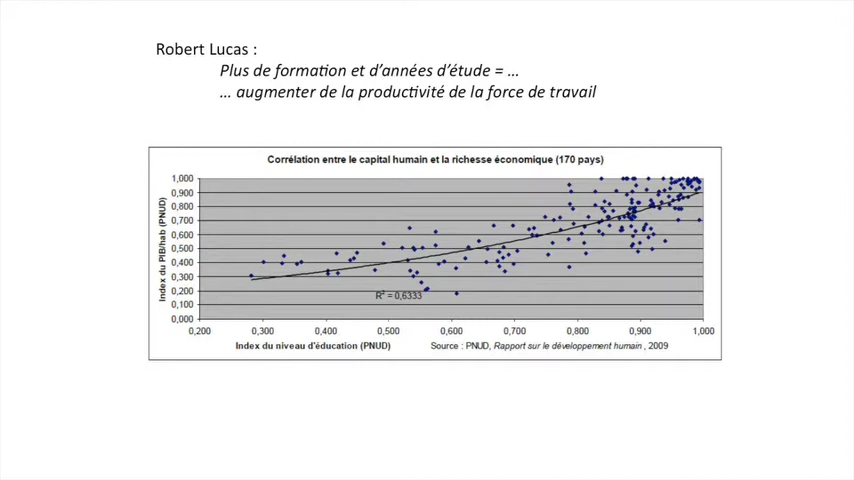 Robert Lucas :
Plus de formation et d'années d'étude = …
… augmenter de la productivité de la force de travail
Corrélation entre le capital humain et la richesse économique (170 pays)
Index du PIB/hab (PNUD)
1,000
0,900
0,800
0,700
0,600
0,500
0,400
0,300
0,200
0,100
0,000
R² = 0,6333
0,200 0,300 0,400 0,500 0,600 0,700 0,800 0,900 1,000
Index du niveau d'éducation (PNUD) Source : PNUD, Rapport sur le développement humain , 2009